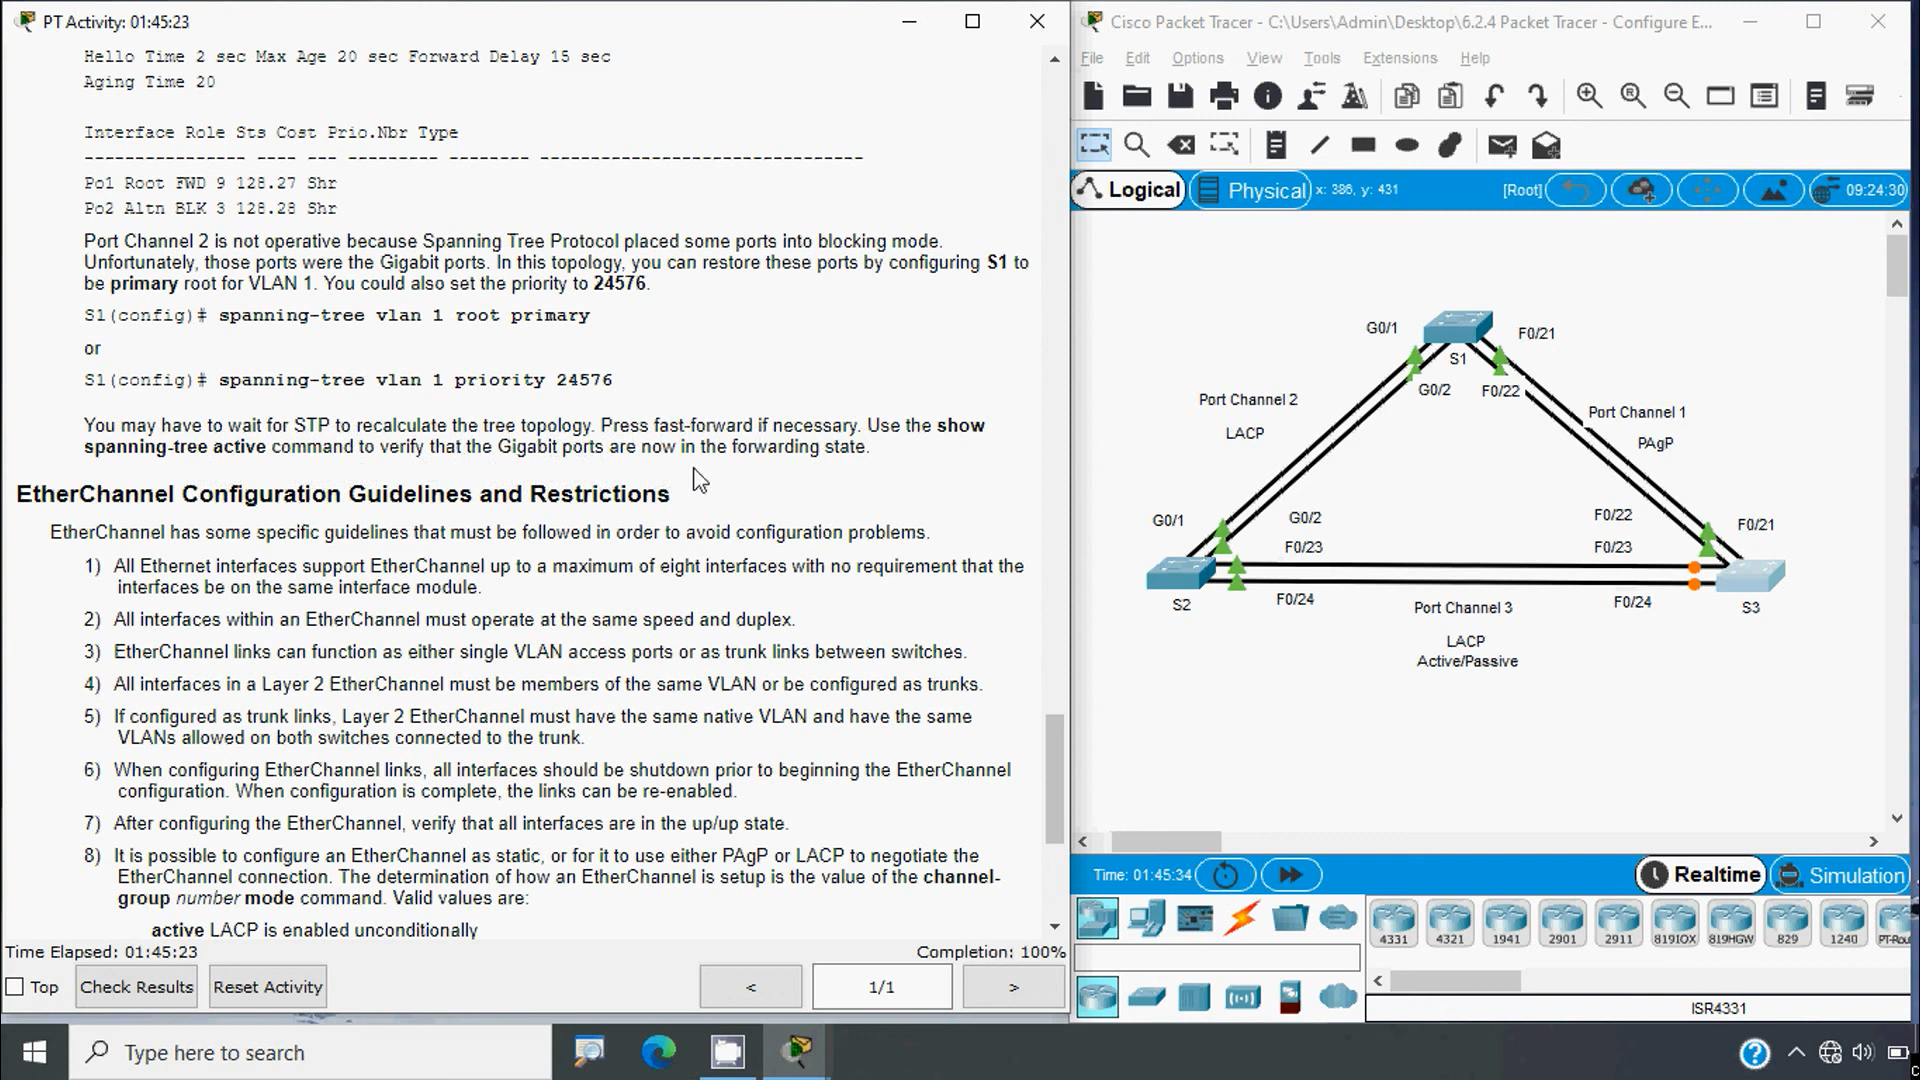 PT Activity: 01:45:23
Hello Time 2 sec Max Age 20 sec Forward Delay 15 sec
Aging Time 20
Interface Role Sts Cost Prio.Nbr Type
---------------- ---- --- --------- -------- --------------------------------
Po1 Root FWD 9 128.27 Shr
Po2 Altn BLK 3 128.28 Shr
Port Channel 2 is not operative because Spanning Tree Protocol placed some ports into blocking mode.
Unfortunately, those ports were the Gigabit ports. In this topology, you can restore these ports by configuring S1 to
be primary root for VLAN 1. You could also set the priority to 24576.
S1(config)# spanning-tree vlan 1 root primary
or
S1(config)# spanning-tree vlan 1 priority 24576
You may have to wait for STP to recalculate the tree topology. Press fast-forward if necessary. Use the show
spanning-tree active command to verify that the Gigabit ports are now in the forwarding state.
EtherChannel Configuration Guidelines and Restrictions
EtherChannel has some specific guidelines that must be followed in order to avoid configuration problems.
1) All Ethernet interfaces support EtherChannel up to a maximum of eight interfaces with no requirement that the
interfaces be on the same interface module.
2) All interfaces within an EtherChannel must operate at the same speed and duplex.
3) EtherChannel links can function as either single VLAN access ports or as trunk links between switches.
4) All interfaces in a Layer 2 EtherChannel must be members of the same VLAN or be configured as trunks.
5) If configured as trunk links, Layer 2 EtherChannel must have the same native VLAN and have the same
VLANs allowed on both switches connected to the trunk.
6) When configuring EtherChannel links, all interfaces should be shutdown prior to beginning the EtherChannel
configuration. When configuration is complete, the links can be re-enabled.
7) After configuring the EtherChannel, verify that all interfaces are in the up/up state.
8) It is possible to configure an EtherChannel as static, or for it to use either PAgP or LACP to negotiate the
EtherChannel connection. The determination of how an EtherChannel is setup is the value of the channel-
group number mode command. Valid values are:
active LACP is enabled unconditionally
Time Elapsed: 01:45:23
Completion: 100%
Top
Check Results
Reset Activity
<
1/1
>
Cisco Packet Tracer - C:\Users\Admin\Desktop\6.2.4 Packet Tracer - Configure E...
File Edit Options View Tools Extensions Help
Logical
Physical
x: 386, y: 431
[Root]
09:24:30
G0/1
F0/21
S1
G0/2
F0/22
Port Channel 2
LACP
Port Channel 1
PAgP
G0/1
G0/2
F0/22
F0/21
F0/23
F0/23
S2
F0/24
F0/24
S3
Port Channel 3
LACP
Active/Passive
Time: 01:45:34
Realtime
Simulation
4331
4321
1941
2901
2911
819IOX
819HGW
829
1240
PT-Rou
ISR4331
Type here to search